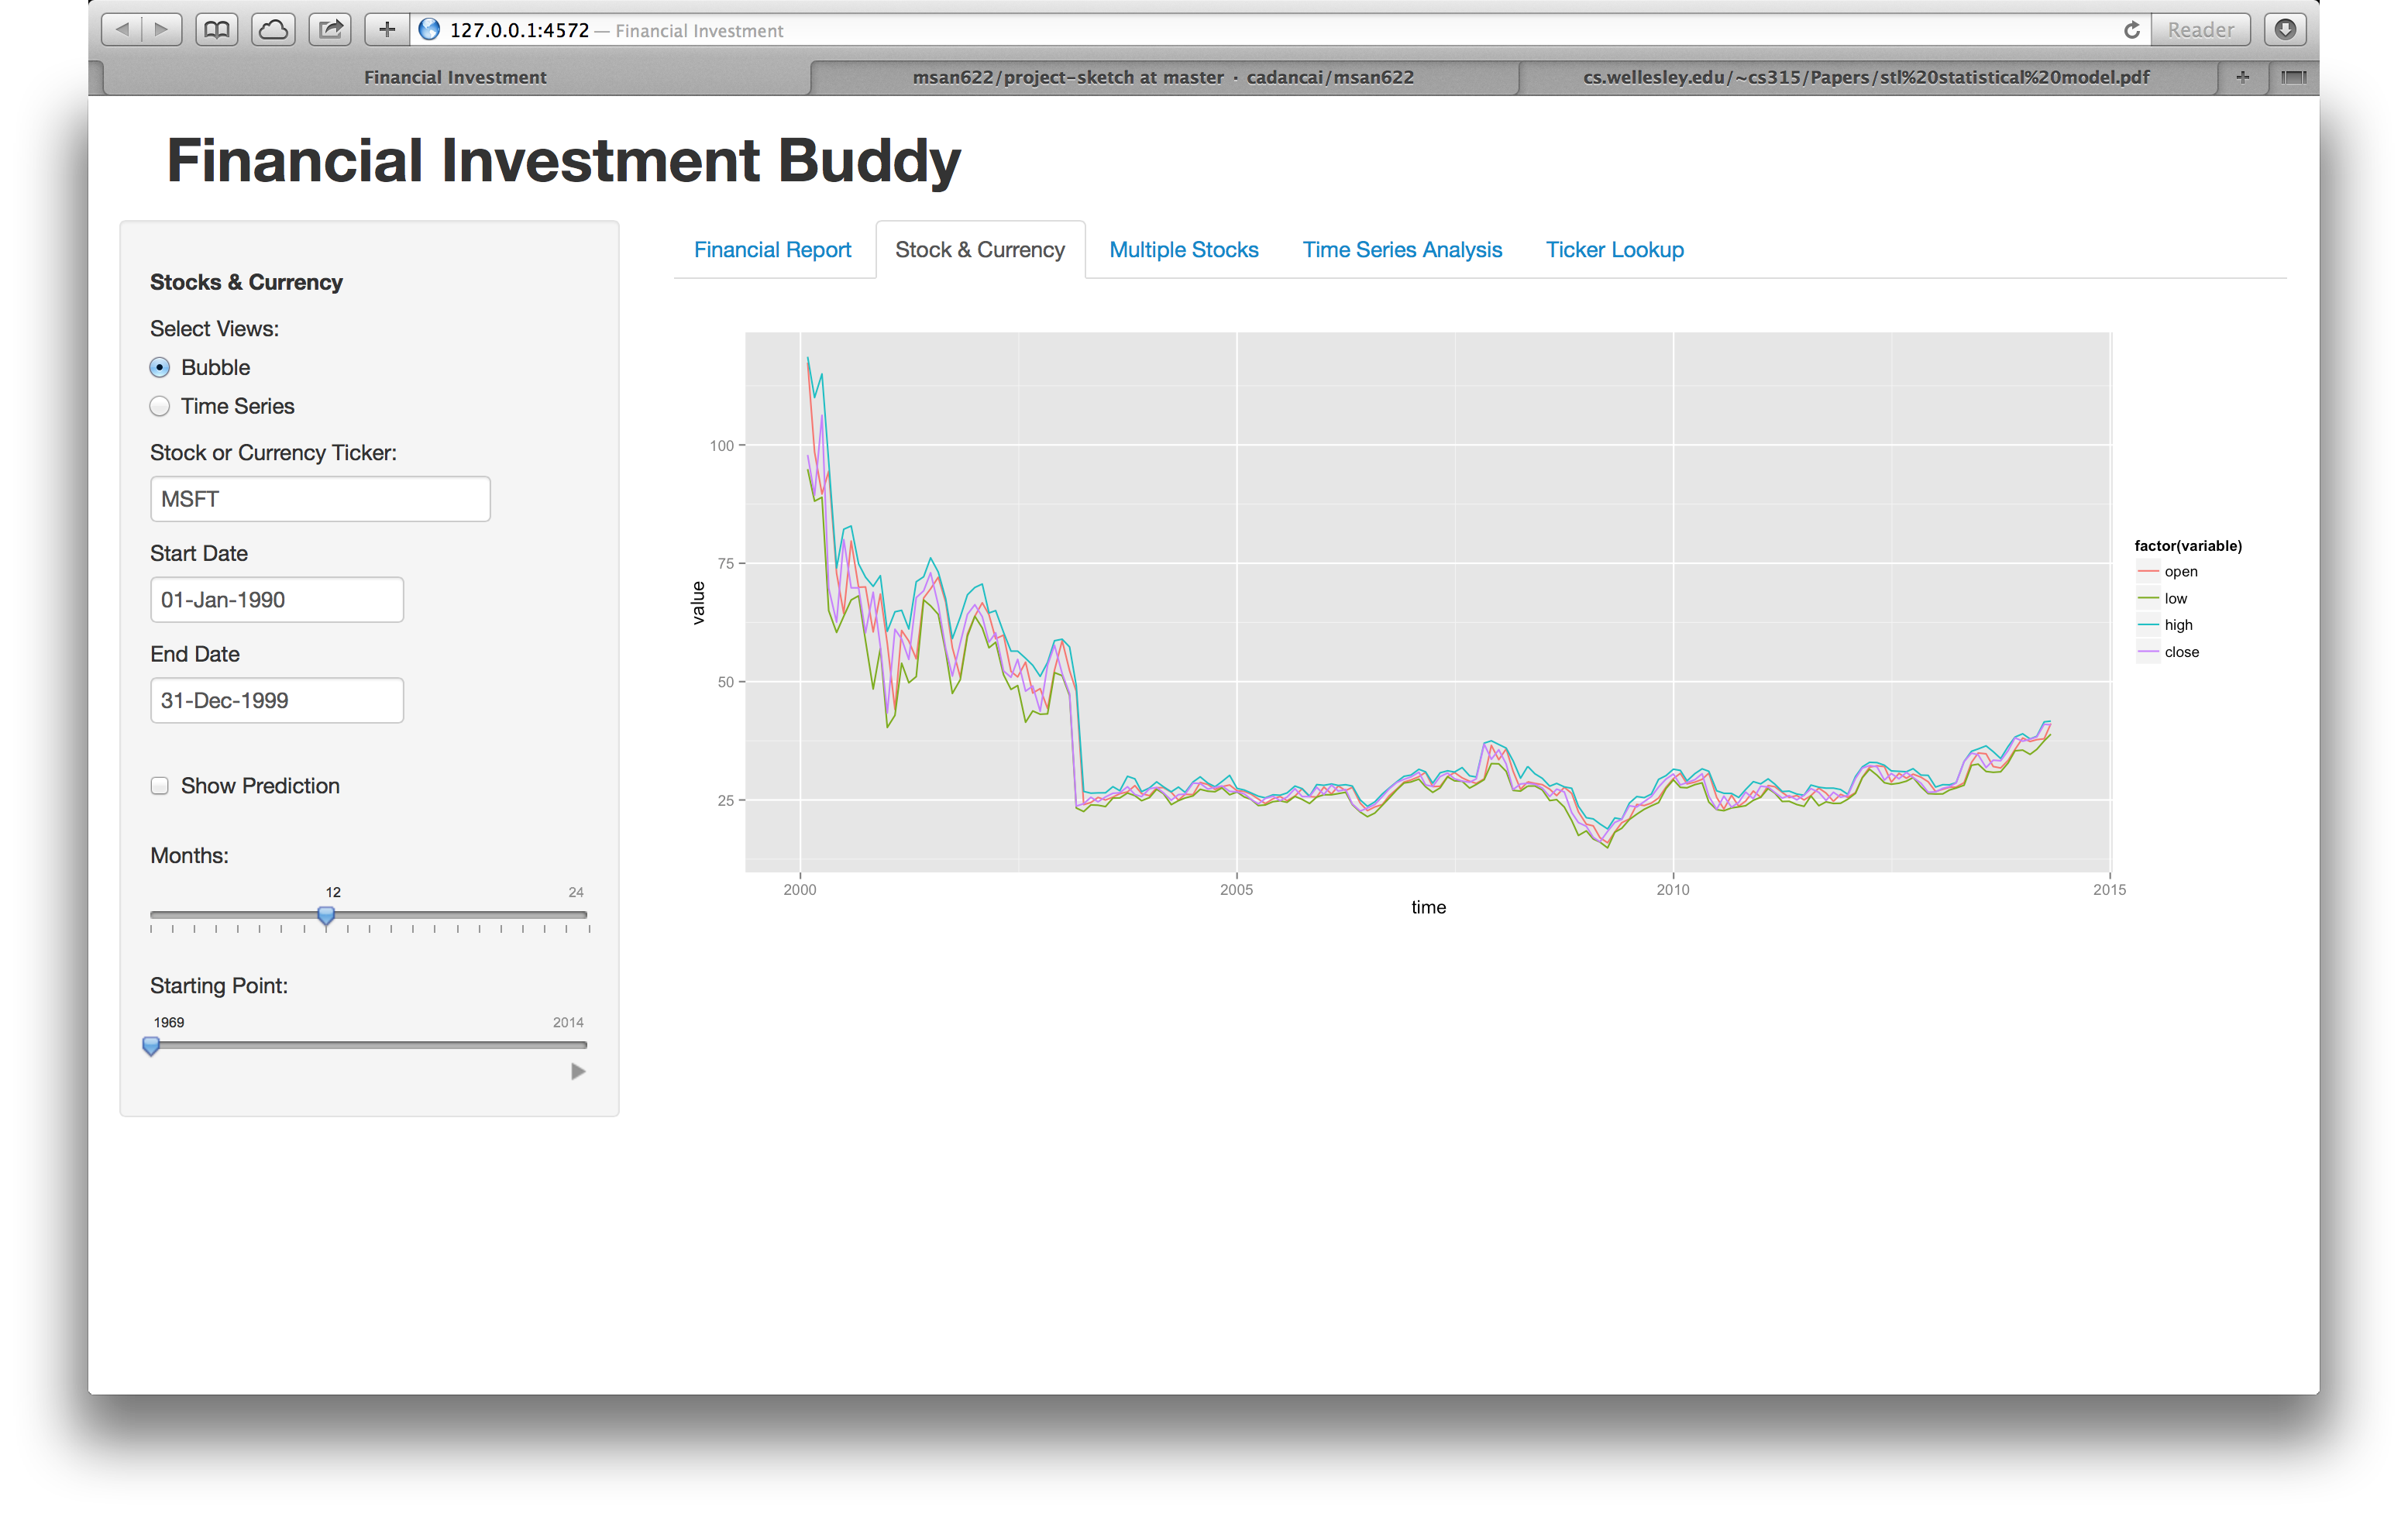 127.0.0.1:4572 — Financial Investment
Reader
Financial Investment
msan622/project-sketch at master · cadancai/msan622
cs.wellesley.edu/~cs315/Papers/stl%20statistical%20model.pdf
Financial Investment Buddy
Stocks & Currency
Select Views:
Bubble
Time Series
Stock or Currency Ticker:
MSFT
Start Date
01-Jan-1990
End Date
31-Dec-1999
Show Prediction
Months:
12 24
Starting Point:
1969 2014
Financial Report
Stock & Currency
Multiple Stocks
Time Series Analysis
Ticker Lookup
value
100
75
50
25
2000 2005 2010 2015
time
factor(variable)
open
low
high
close